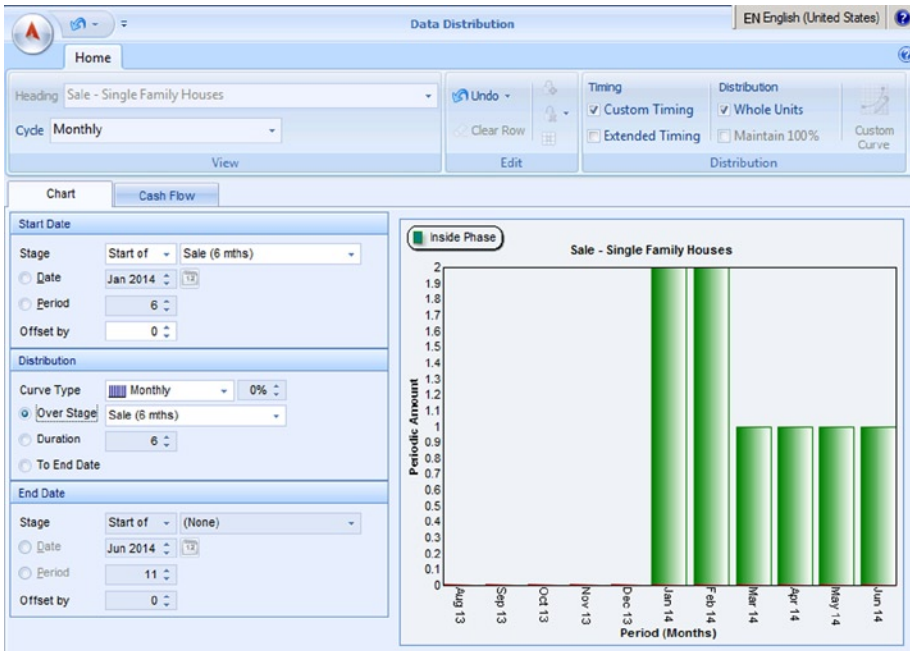 Data Distribution
EN English (United States)
Home
Heading Sale - Single Family Houses
Cycle Monthly
View
Undo
Clear Row
Edit
Timing
Distribution
Custom Timing
Whole Units
Extended Timing
Maintain 100%
Custom
Curve
Distribution
Chart
Cash Flow
Start Date
Stage Start of Sale (6 mths)
Date Jan 2014
Period 6
Offset by 0
Distribution
Curve Type Monthly 0%
Over Stage Sale (6 mths)
Duration 6
To End Date
End Date
Stage Start of (None)
Date Jun 2014
Period 11
Offset by 0
Inside Phase
Sale - Single Family Houses
Periodic Amount
2
1.9
1.8
1.7
1.6
1.5
1.4
1.3
1.2
1.1
1
0.9
0.8
0.7
0.6
0.5
0.4
0.3
0.2
0.1
0
Aug 13
Sep 13
Oct 13
Nov 13
Dec 13
Jan 14
Feb 14
Mar 14
Apr 14
May 14
Jun 14
Period (Months)